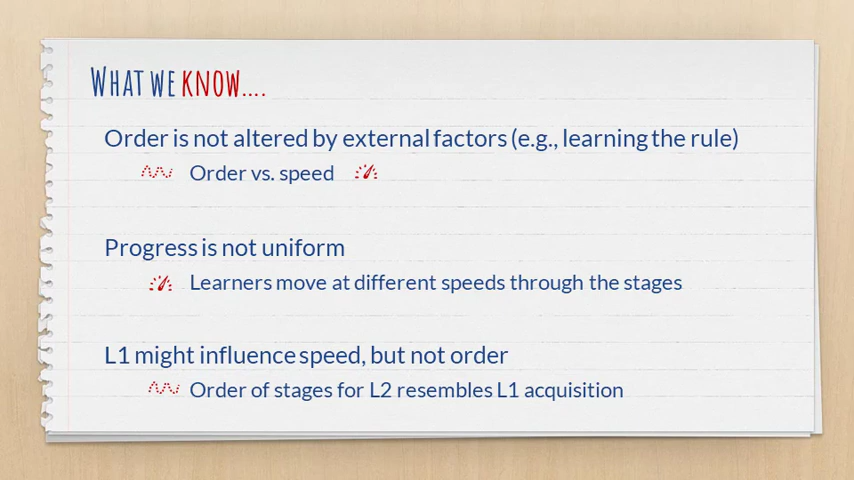 What we know....
Order is not altered by external factors (e.g., learning the rule)
Order vs. speed
Progress is not uniform
Learners move at different speeds through the stages
L1 might influence speed, but not order
Order of stages for L2 resembles L1 acquisition